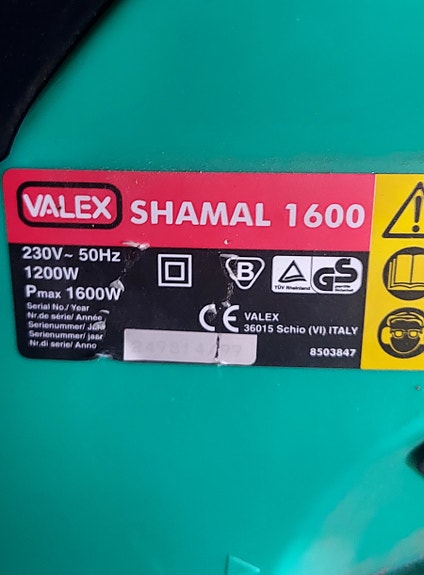 VALEX SHAMAL 1600
230V~ 50Hz
1200W
Pmax 1600W
B
TÜV Rheinland
GS
Serial No./ Year
Nr.de série/ Année
Serienummer/ Jahr
Serienummer/ jaar
Nr.di serie/ Anno
CE VALEX
36015 Schio (VI) ITALY
8503847